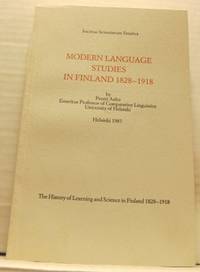 Societas Scientiarum Fennica
MODERN LANGUAGE
STUDIES
IN FINLAND 1828–1918
by
Pentti Aalto
Emeritus Professor of Comparative Linguistics
University of Helsinki
Helsinki 1987
The History of Learning and Science in Finland 1828–1918